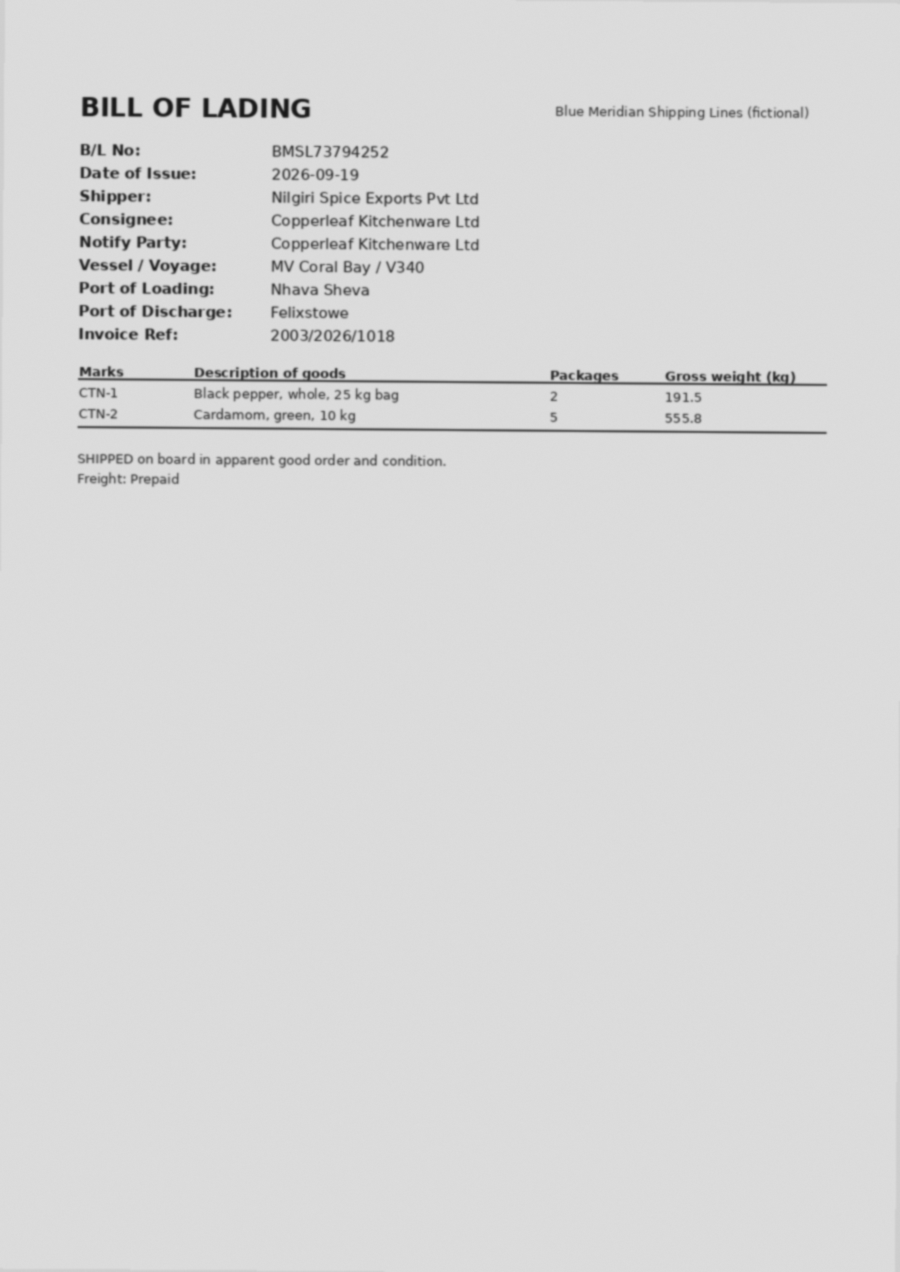 BILL OF LADING
Blue Meridian Shipping Lines (fictional)
B/L No: BMSL73794252
Date of Issue: 2026-09-19
Shipper: Nilgiri Spice Exports Pvt Ltd
Consignee: Copperleaf Kitchenware Ltd
Notify Party: Copperleaf Kitchenware Ltd
Vessel / Voyage: MV Coral Bay / V340
Port of Loading: Nhava Sheva
Port of Discharge: Felixstowe
Invoice Ref: 2003/2026/1018
Marks Description of goods Packages Gross weight (kg)
CTN-1 Black pepper, whole, 25 kg bag 2 191.5
CTN-2 Cardamom, green, 10 kg 5 555.8
SHIPPED on board in apparent good order and condition.
Freight: Prepaid